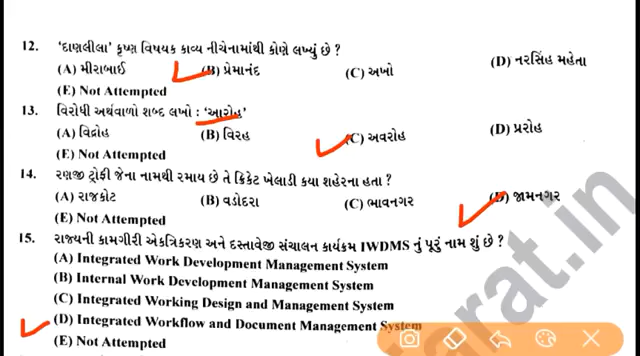 12. 'દાણલીલા' કૃષ્ણ વિષયક કાવ્ય નીચેનામાંથી કોણે લખ્યું છે ?
(A) મીરાબાઈ (B) પ્રેમાનંદ (C) અખો (D) નરસિંહ મહેતા
(E) Not Attempted
13. વિરોધી અર્થવાળો શબ્દ લખો : 'આરોહ'
(A) વિદ્રોહ (B) વિરહ (C) અવરોહ (D) પ્રરોહ
(E) Not Attempted
14. રણજી ટ્રોફી જેના નામથી રમાય છે તે ક્રિકેટ ખેલાડી કયા શહેરના હતા ?
(A) રાજકોટ (B) વડોદરા (C) ભાવનગર (D) જામનગર
(E) Not Attempted
15. રાજ્યની કામગીરી એકત્રિકરણ અને દસ્તાવેજી સંચાલન કાર્યક્રમ IWDMS નું પૂરું નામ શું છે ?
(A) Integrated Work Development Management System
(B) Internal Work Development Management System
(C) Integrated Working Design and Management System
(D) Integrated Workflow and Document Management System
(E) Not Attempted
arat.in